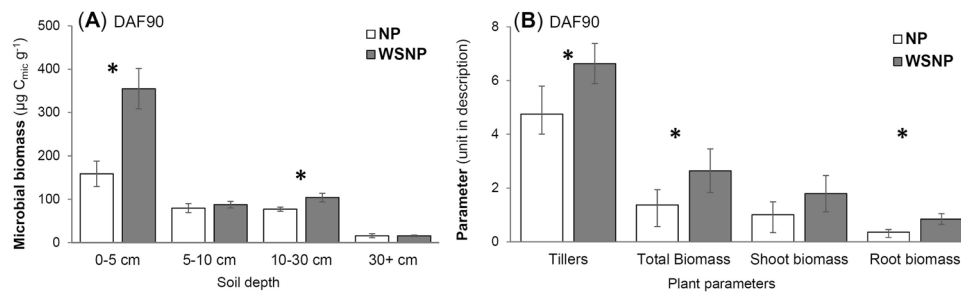 (A) DAF90
500
400
300
200
100
0
Microbial biomass (µg Cmic g-1)
NP
WSNP
*
*
0-5 cm 5-10 cm 10-30 cm 30+ cm
Soil depth
(B) DAF90
8
6
4
2
0
Parameter (unit in description)
NP
WSNP
*
*
*
Tillers Total Biomass Shoot biomass Root biomass
Plant parameters